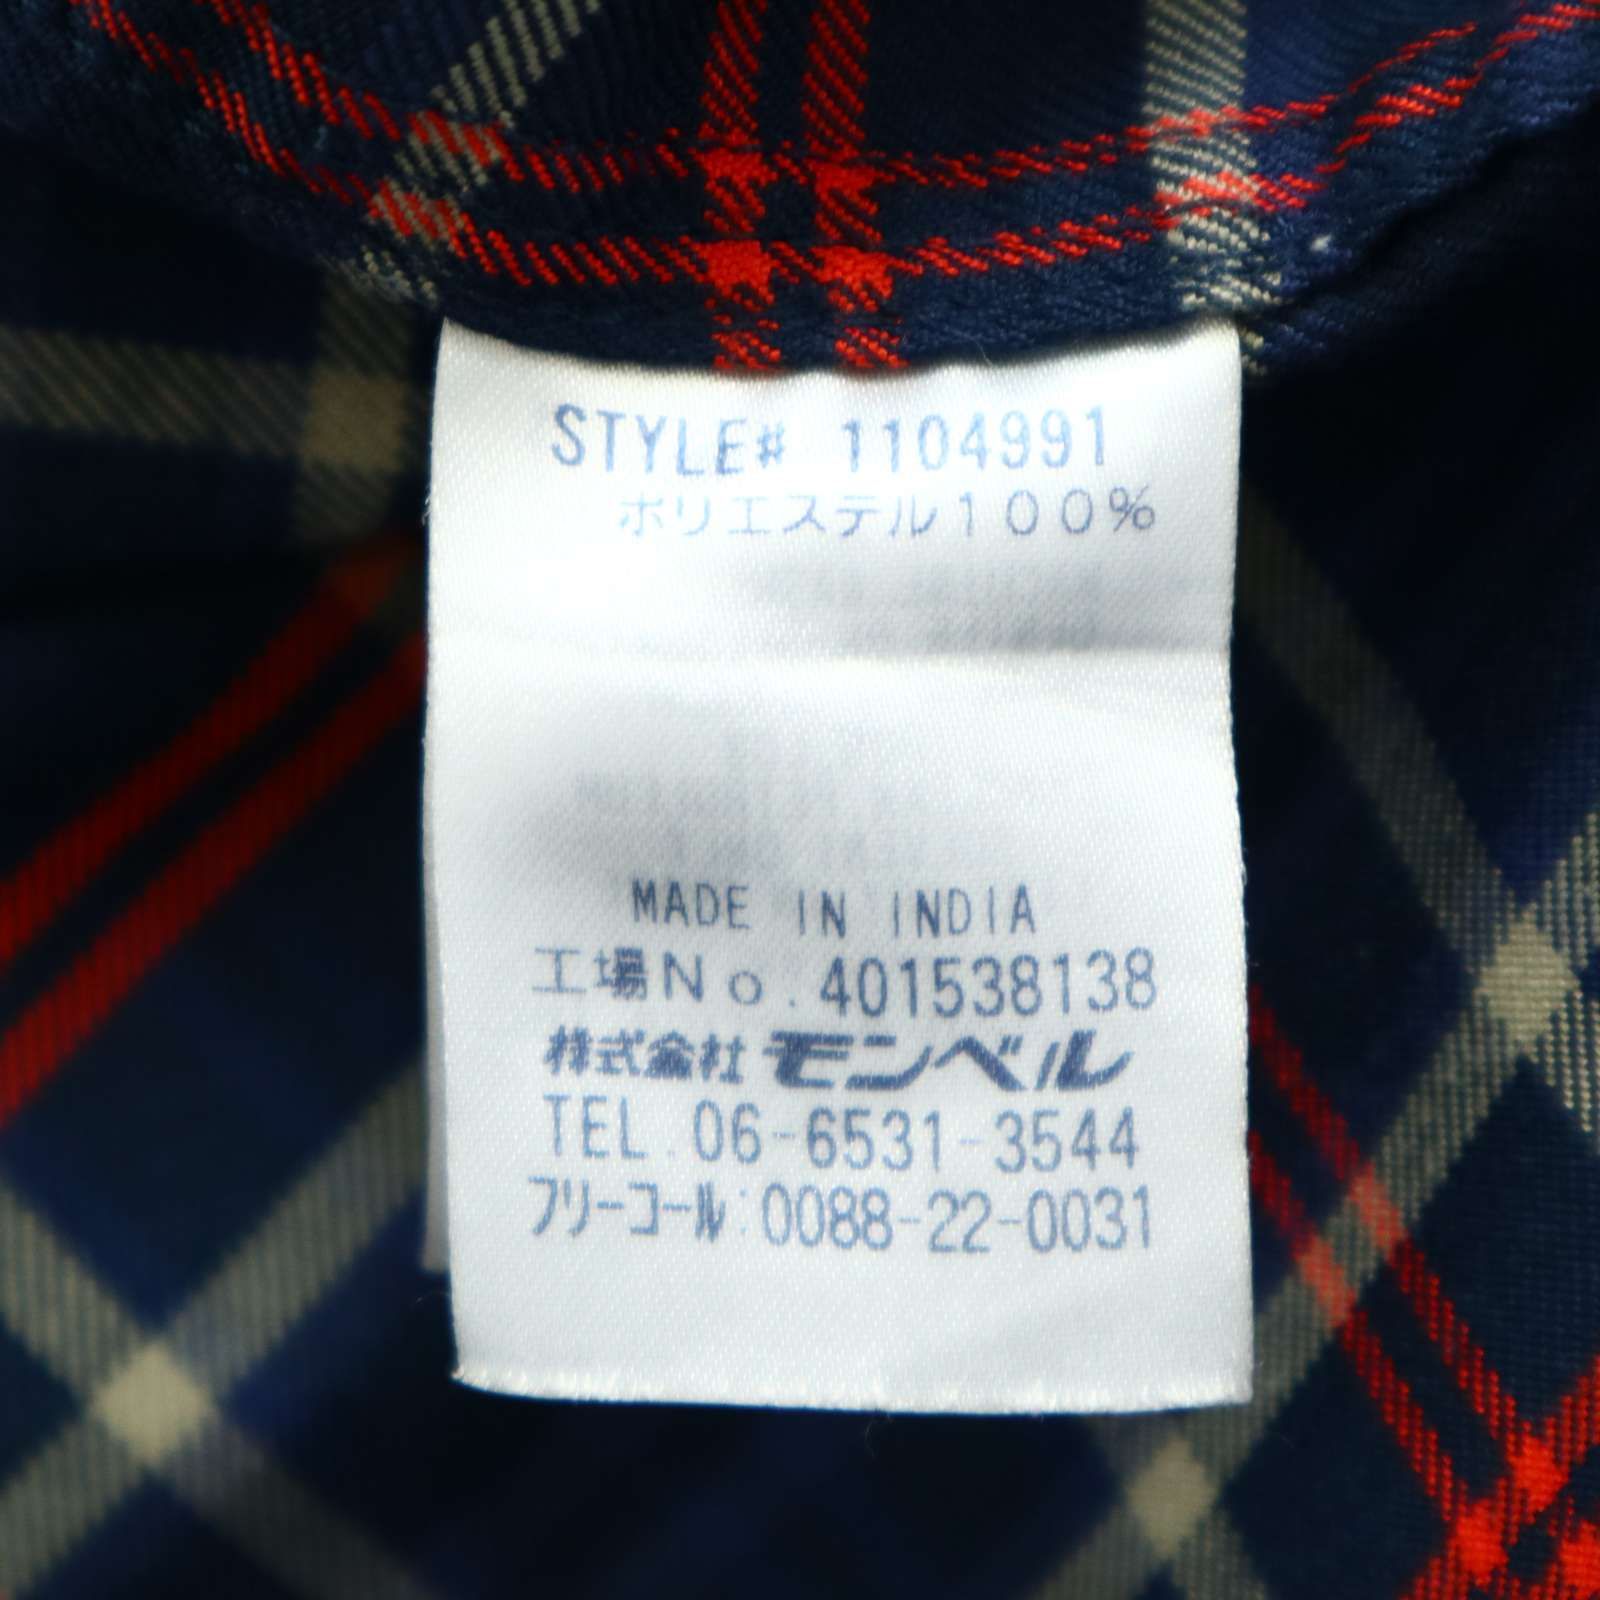 STYLE# 1104991
ポリエステル100%
MADE IN INDIA
工場No.401538138
株式会社モンベル
TEL.06-6531-3544
フリーコール:0088-22-0031